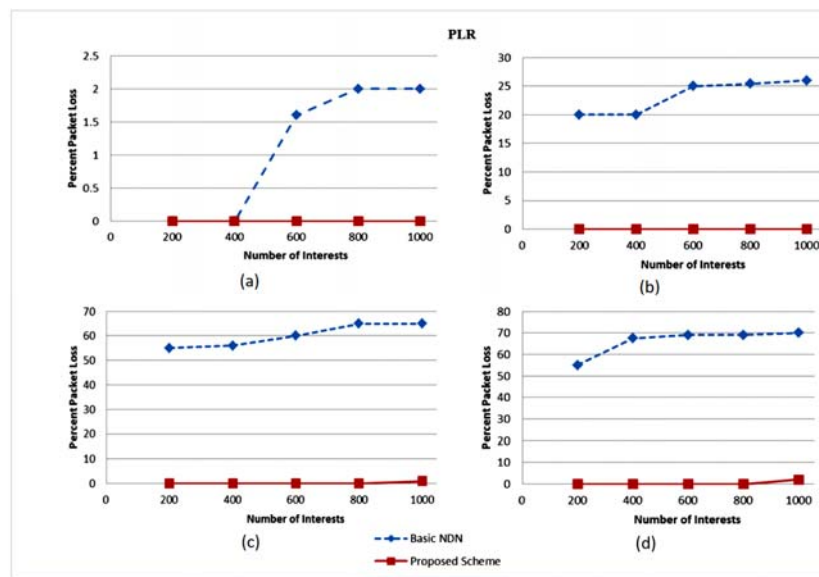 PLR
Percent Packet Loss
2.5
2
1.5
1
0.5
0
0 200 400 600 800 1000
Number of Interests
(a)
Percent Packet Loss
30
25
20
15
10
5
0
0 200 400 600 800 1000
Number of Interests
(b)
Percent Packet Loss
70
60
50
40
30
20
10
0
0 200 400 600 800 1000
Number of Interests
(c)
Percent Packet Loss
80
70
60
50
40
30
20
10
0
0 200 400 600 800 1000
Number of Interests
(d)
Basic NDN
Proposed Scheme